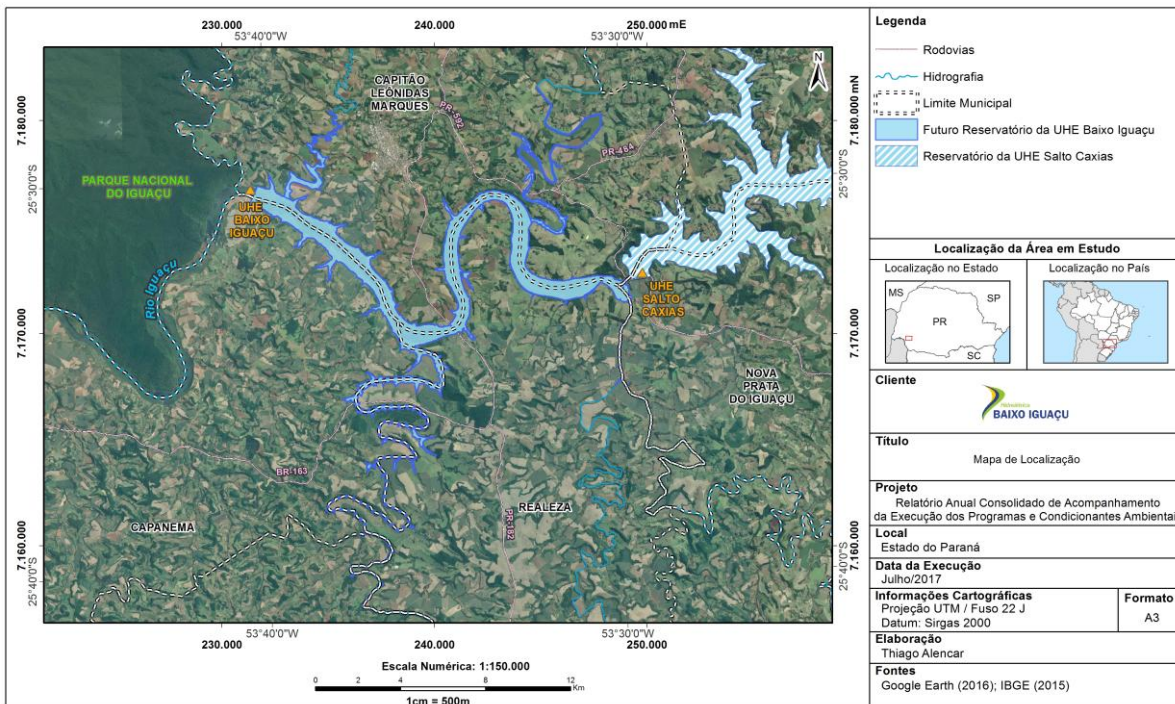 230.000
240.000
250.000 mE
53°40'0"W
53°30'0"W
N
7.180.000 mN
7.180.000
25°30'0"S
25°30'0"S
7.170.000
7.170.000
7.160.000
7.160.000
25°40'0"S
25°40'0"S
CAPITÃO
LEÔNIDAS
MARQUES
PR-592
PR-484
PARQUE NACIONAL
DO IGUAÇU
UHE
BAIXO
IGUAÇU
Rio Iguaçu
UHE
SALTO
CAXIAS
NOVA
PRATA
DO IGUAÇU
BR-163
CAPANEMA
REALEZA
PR-182
53°40'0"W
53°30'0"W
230.000
240.000
250.000
Escala Numérica: 1:150.000
0 2 4 8 12
Km
1cm = 500m
Legenda
Rodovias
Hidrografia
Limite Municipal
Futuro Reservatório da UHE Baixo Iguaçu
Reservatório da UHE Salto Caxias
Localização da Área em Estudo
Localização no Estado
Localização no País
MS
SP
PR
SC
Cliente
Hidrelétrica
BAIXO IGUAÇU
Título
Mapa de Localização
Projeto
Relatório Anual Consolidado de Acompanhamento
da Execução dos Programas e Condicionantes Ambientai
Local
Estado do Paraná
Data da Execução
Julho/2017
Informações Cartográficas
Projeção UTM / Fuso 22 J
Datum: Sirgas 2000
Formato
A3
Elaboração
Thiago Alencar
Fontes
Google Earth (2016); IBGE (2015)